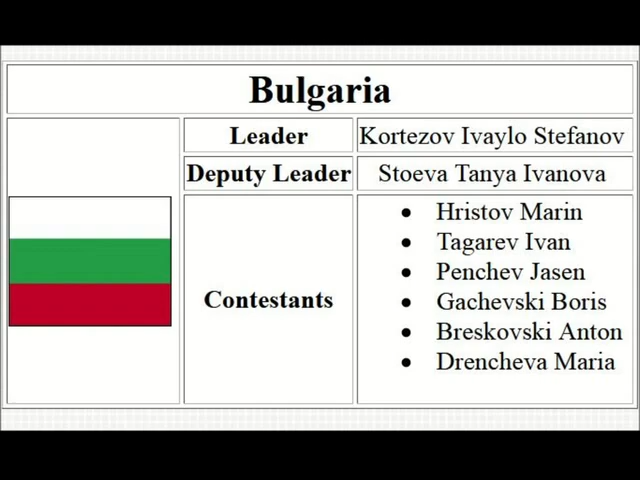 Bulgaria
Leader
Kortezov Ivaylo Stefanov
Deputy Leader
Stoeva Tanya Ivanova
Contestants
Hristov Marin
Tagarev Ivan
Penchev Jasen
Gachevski Boris
Breskovski Anton
Drencheva Maria